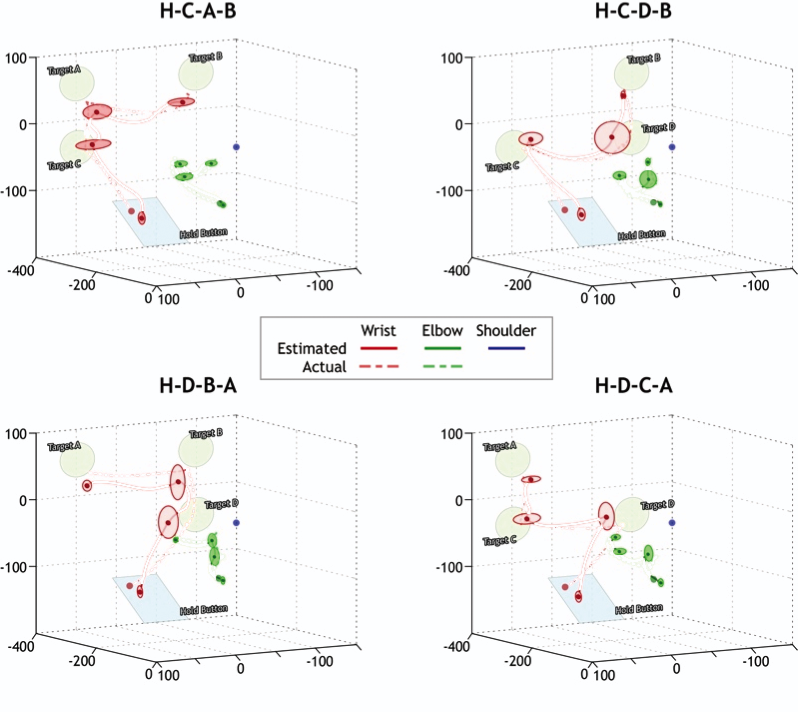 H-C-A-B
H-C-D-B
Target A
Target B
Target C
Hold Button
100
0
-100
-400
-200
0
100
0
-100
Target B
Target D
Target C
Hold Button
100
0
-100
-400
-200
0
100
0
-100
Wrist Elbow Shoulder
Estimated
Actual
H-D-B-A
H-D-C-A
Target A
Target B
Target D
Hold Button
100
0
-100
-400
-200
0
100
0
-100
Target A
Target D
Target C
Hold Button
100
0
-100
-400
-200
0
100
0
-100